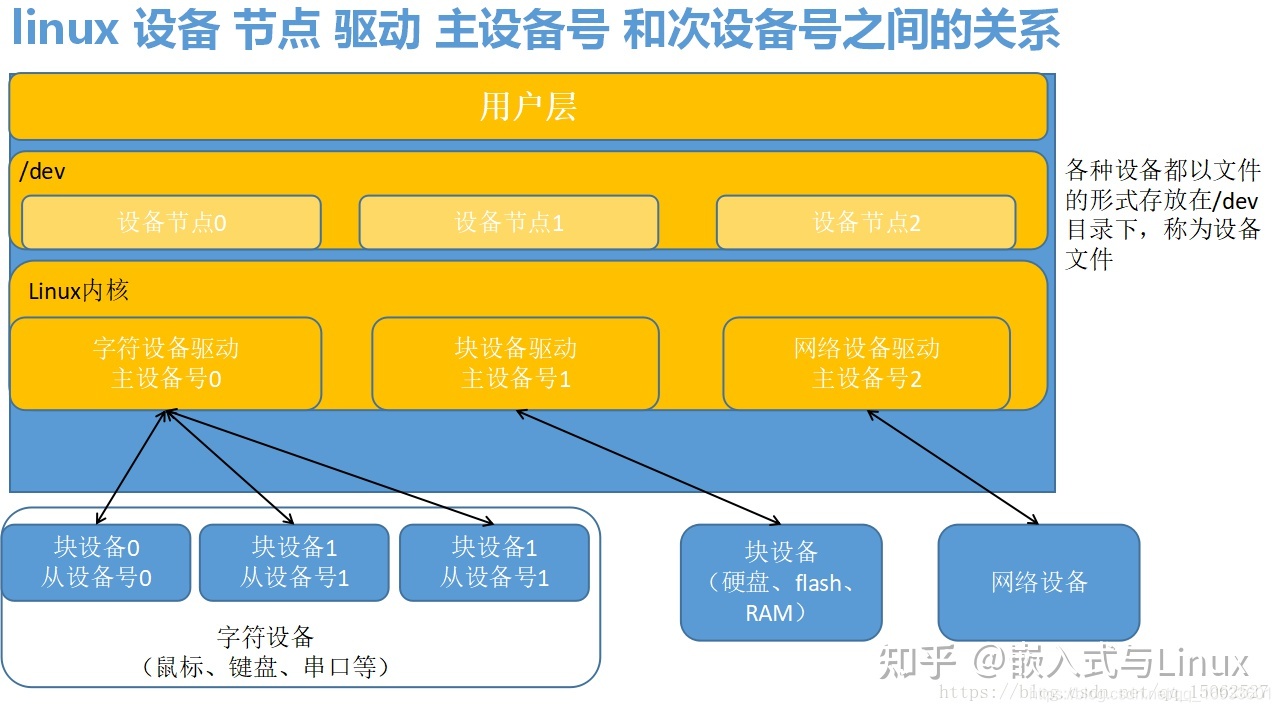 linux 设备 节点 驱动 主设备号 和次设备号之间的关系
用户层
/dev
设备节点0
设备节点1
设备节点2
各种设备都以文件
的形式存放在/dev
目录下，称为设备
文件
Linux内核
字符设备驱动
主设备号0
块设备驱动
主设备号1
网络设备驱动
主设备号2
块设备0
从设备号0
块设备1
从设备号1
块设备1
从设备号1
字符设备
（鼠标、键盘、串口等）
块设备
（硬盘、flash、
RAM）
网络设备
知乎 @嵌入式与Linux
https://blog.csdn.net/qq_15062527